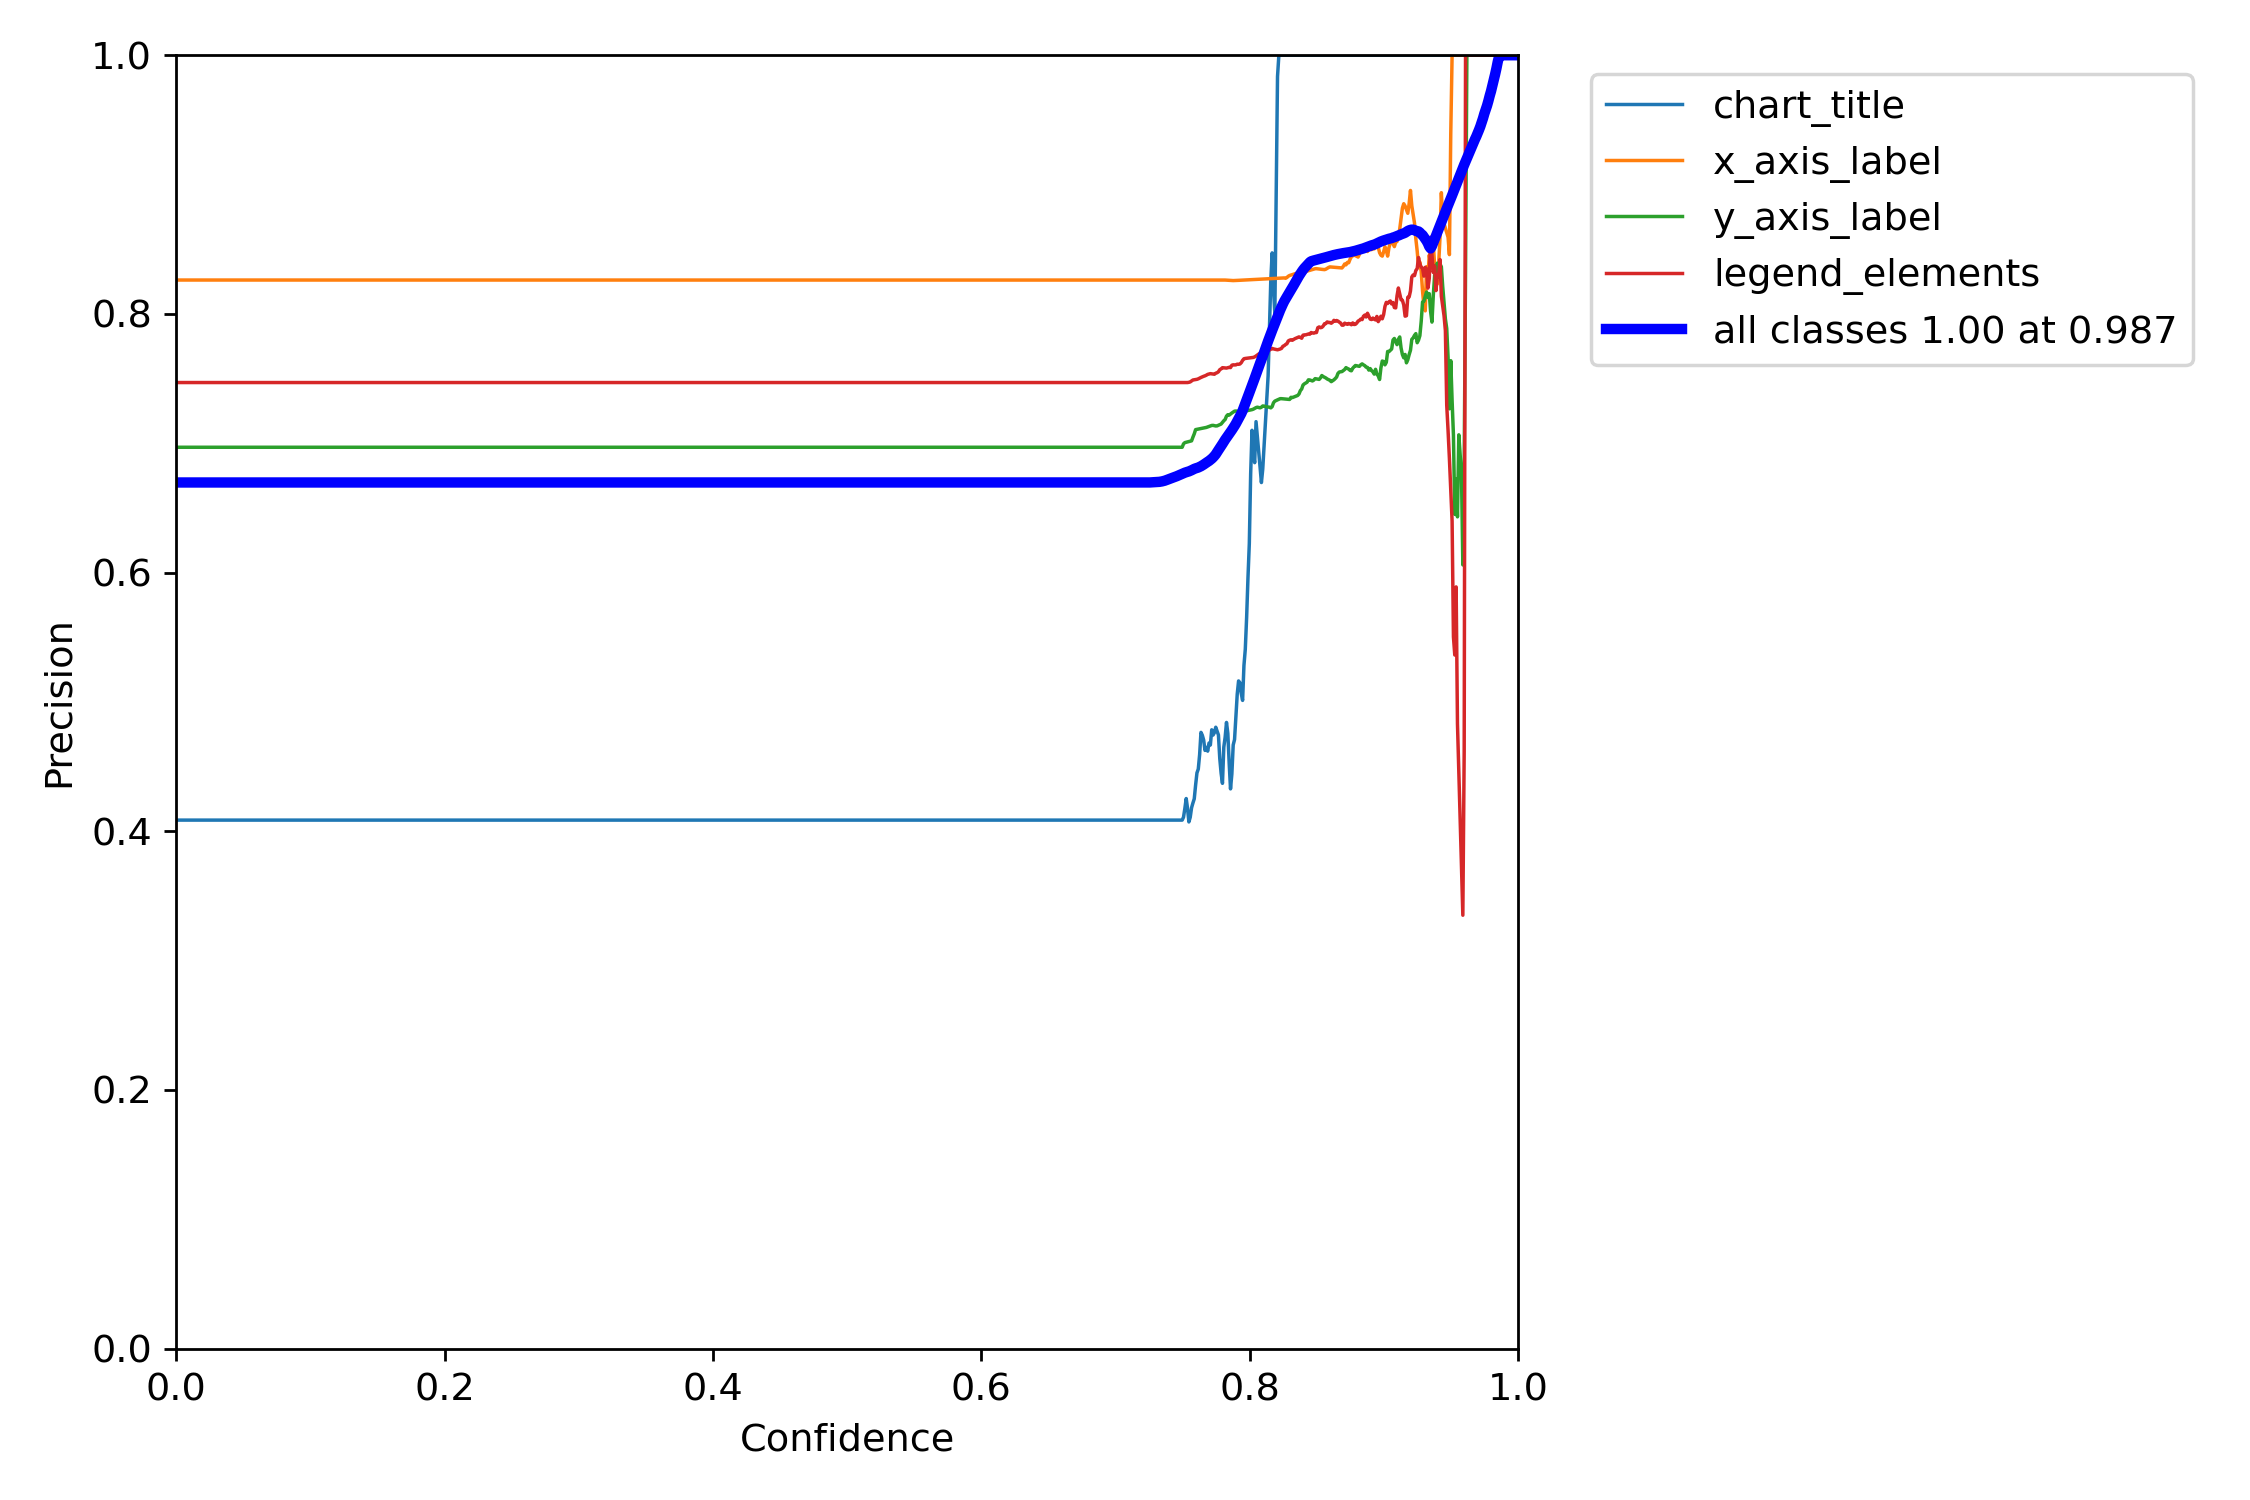 1.0
0.8
0.6
0.4
0.2
0.0
0.0 0.2 0.4 0.6 0.8 1.0
Precision
Confidence
chart_title
x_axis_label
y_axis_label
legend_elements
all classes 1.00 at 0.987